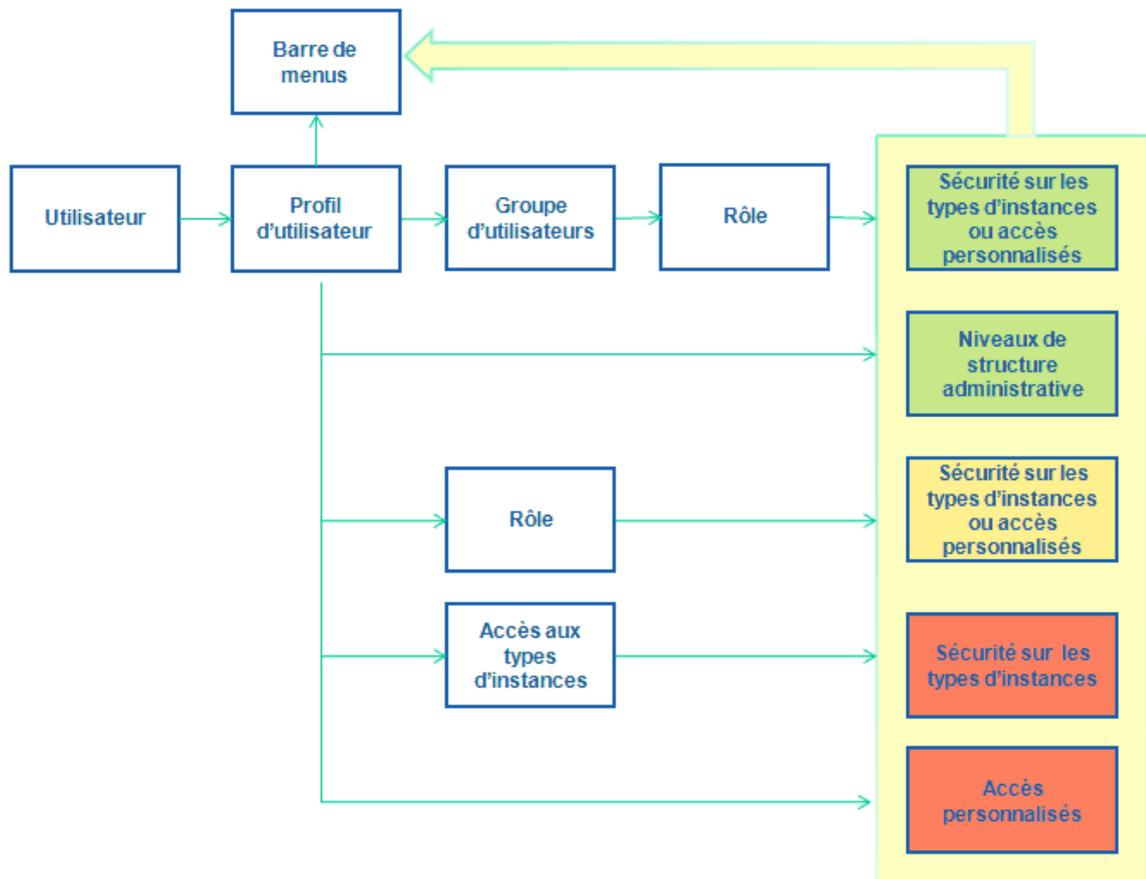 Barre de
menus
Utilisateur
Profil
d'utilisateur
Groupe
d'utilisateurs
Rôle
Sécurité sur les
types d'instances
ou accès
personnalisés
Niveaux de
structure
administrative
Rôle
Sécurité sur les
types d'instances
ou accès
personnalisés
Accès aux
types
d'instances
Sécurité sur les
types d'instances
Accès
personnalisés